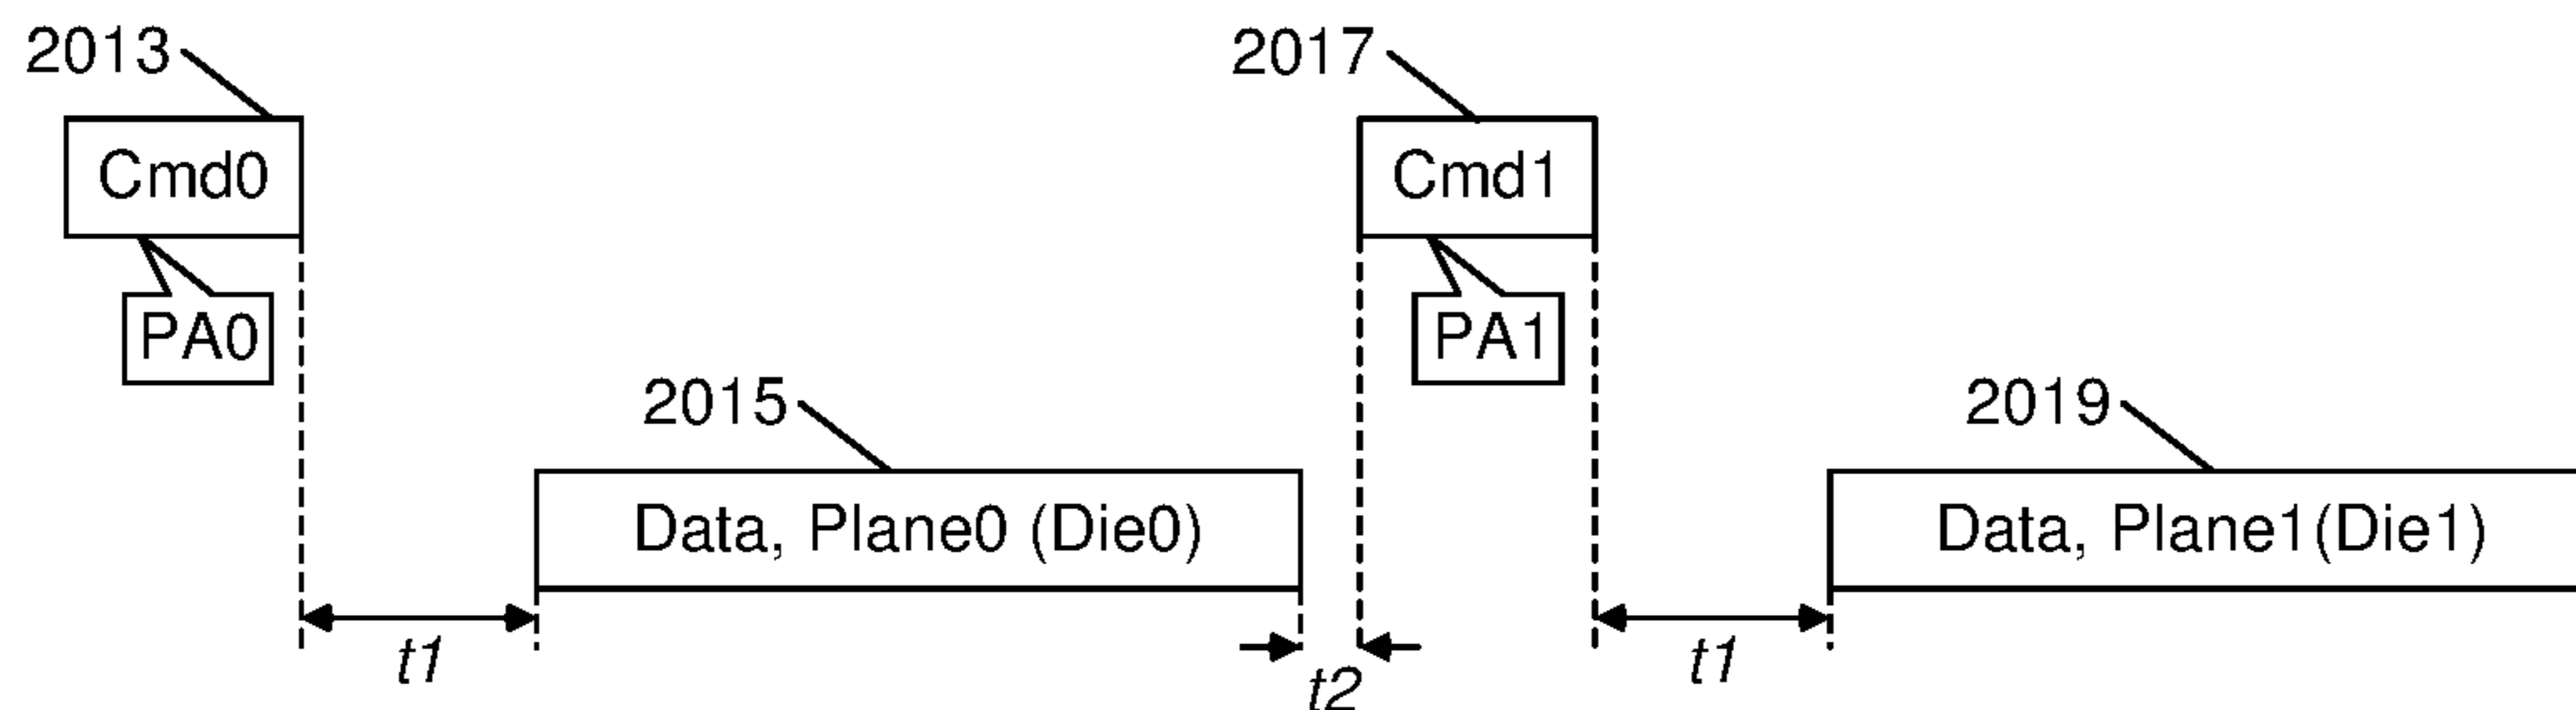 2013
2017
Cmd0
Cmd1
PA0
PA1
2015
2019
Data, Plane0 (Die0)
Data, Plane1(Die1)
t1
t2
t1